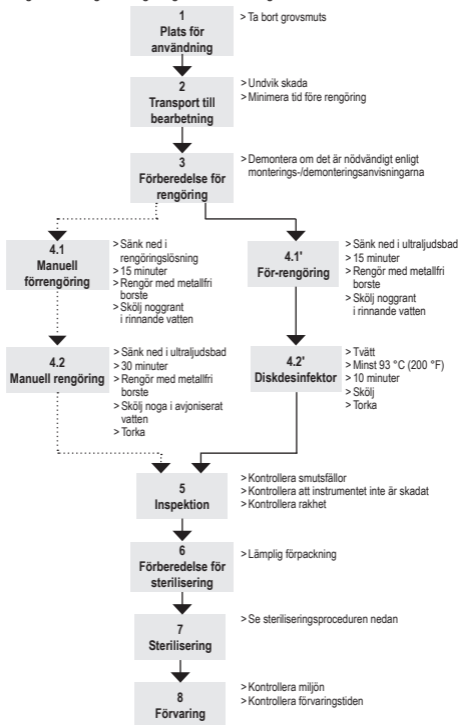 1
Plats för
användning
> Ta bort grovsmuts
2
Transport till
bearbetning
> Undvik skada
> Minimera tid före rengöring
3
Förberedelse för
rengöring
> Demontera om det är nödvändigt enligt
monterings-/demonteringsanvisningarna
4.1
Manuell
förrengöring
> Sänk ned i
rengöringslösning
> 15 minuter
> Rengör med metallfri
borste
> Skölj noggrant
i rinnande vatten
4.1'
För-rengöring
> Sänk ned i ultraljudsbad
> 15 minuter
> Rengör med metallfri
borste
> Skölj noggrant
i rinnande vatten
4.2
Manuell rengöring
> Sänk ned i ultraljudsbad
> 30 minuter
> Rengör med metallfri
borste
> Skölj noga i avjoniserat
vatten
> Torka
4.2'
Diskdesinfektor
> Tvätt
> Minst 93 °C (200 °F)
> 10 minuter
> Skölj
> Torka
5
Inspektion
> Kontrollera smutsfällor
> Kontrollera att instrumentet inte är skadat
> Kontrollera rakhet
6
Förberedelse för
sterilisering
> Lämplig förpackning
7
Sterilisering
> Se steriliseringsproceduren nedan
8
Förvaring
> Kontrollera miljön
> Kontrollera förvaringstiden